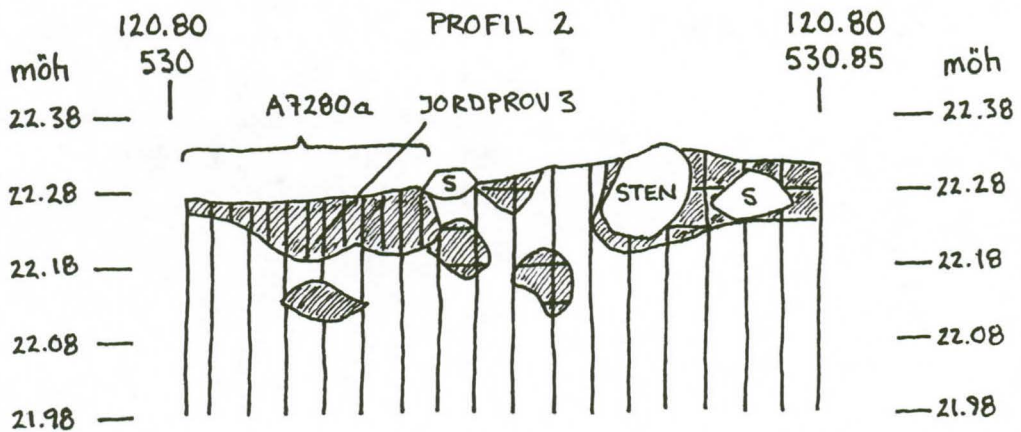 120.80 PROFIL 2 120.80
530 530.85
möh möh
A7280a JORDPROV 3
22.38 22.38
22.28 S STEN S 22.28
22.18 22.18
22.08 22.08
21.98 21.98